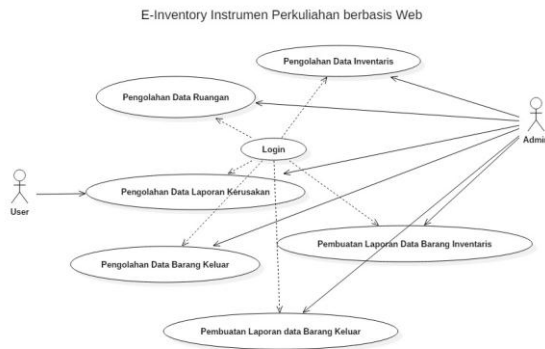 E-Inventory Instrumen Perkuliahan berbasis Web
Pengolahan Data Inventaris
Pengolahan Data Ruangan
Admin
Login
Pengolahan Data Laporan Kerusakan
User
Pembuatan Laporan Data Barang Inventaris
Pengolahan Data Barang Keluar
Pembuatan Laporan data Barang Keluar